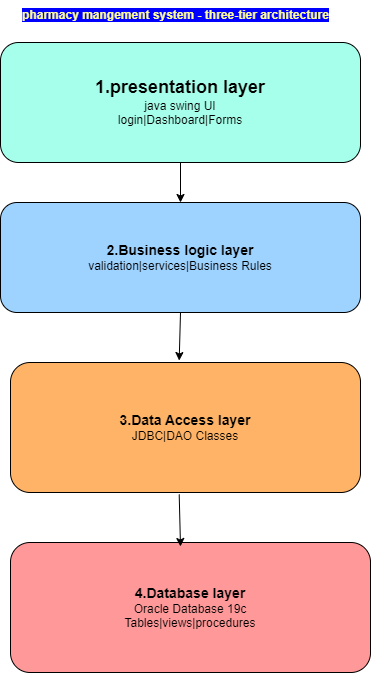 pharmacy mangement system - three-tier architecture
1.presentation layer
java swing UI
login|Dashboard|Forms
2.Business logic layer
validation|services|Business Rules
3.Data Access layer
JDBC|DAO Classes
4.Database layer
Oracle Database 19c
Tables|views|procedures